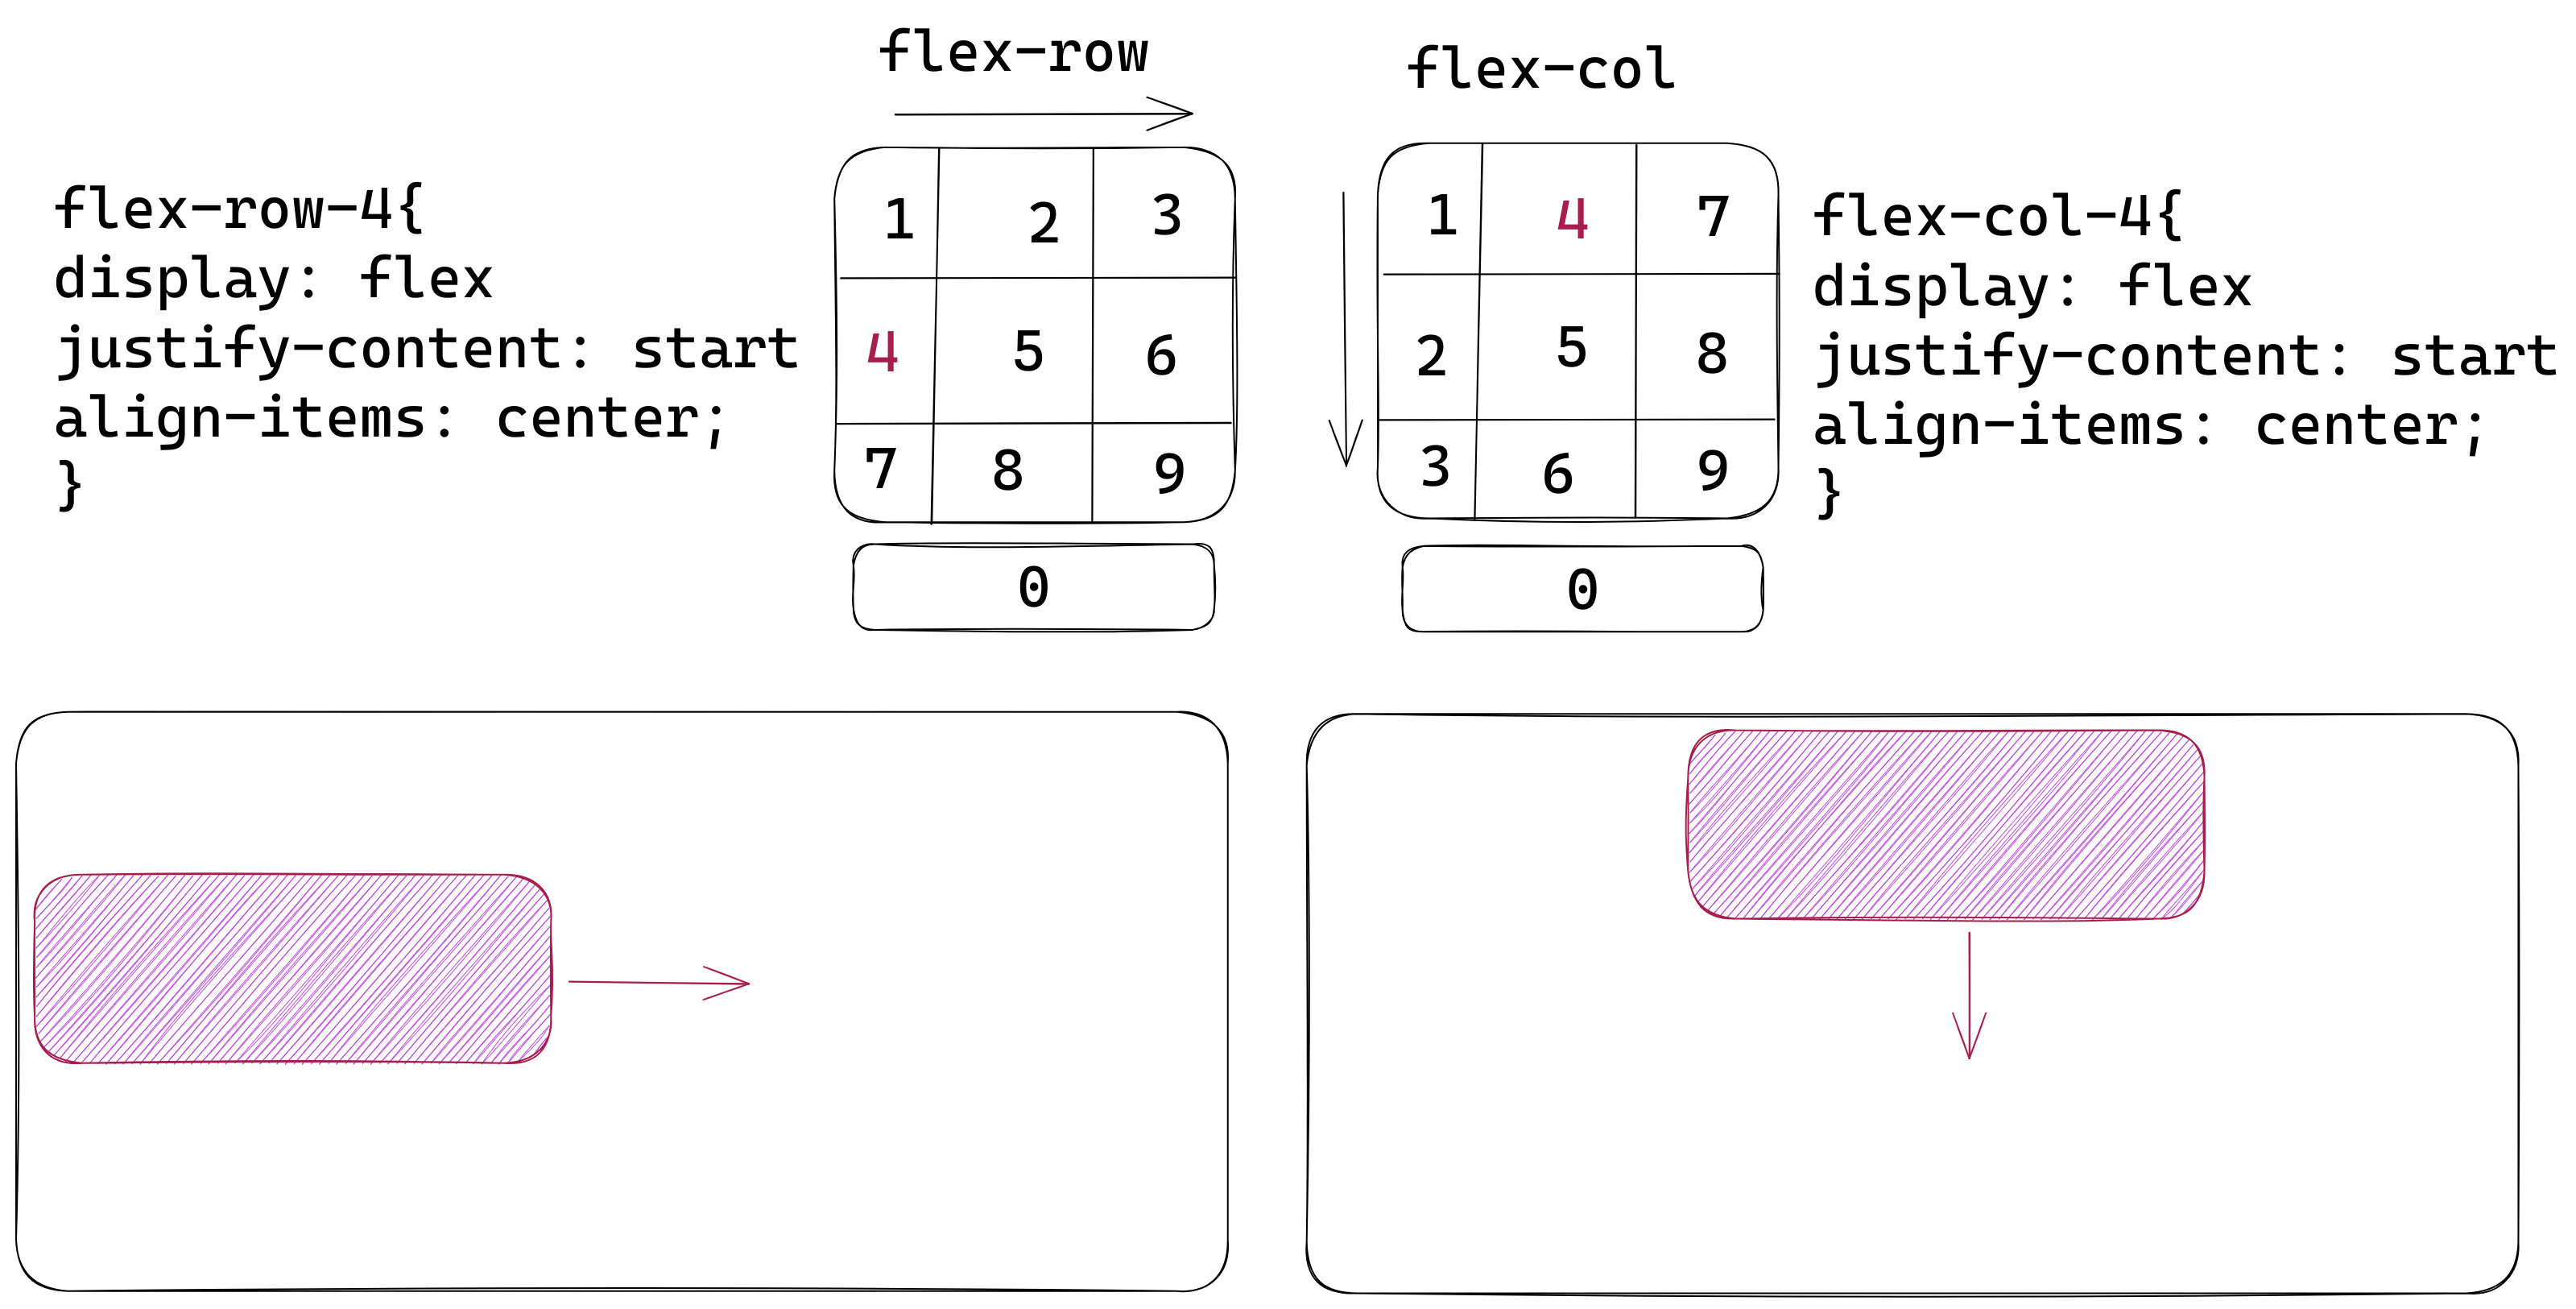 flex-row
flex-col
flex-row-4{
display: flex
justify-content: start
align-items: center;
}
1 2 3
4 5 6
7 8 9
0
1 4 7
2 5 8
3 6 9
0
flex-col-4{
display: flex
justify-content: start
align-items: center;
}